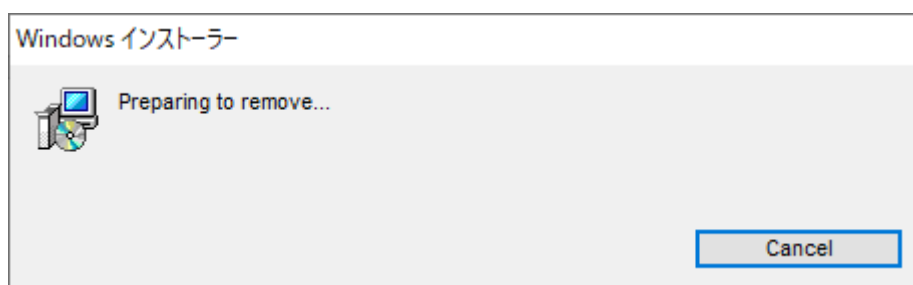 Windows インストーラー
Preparing to remove...
Cancel